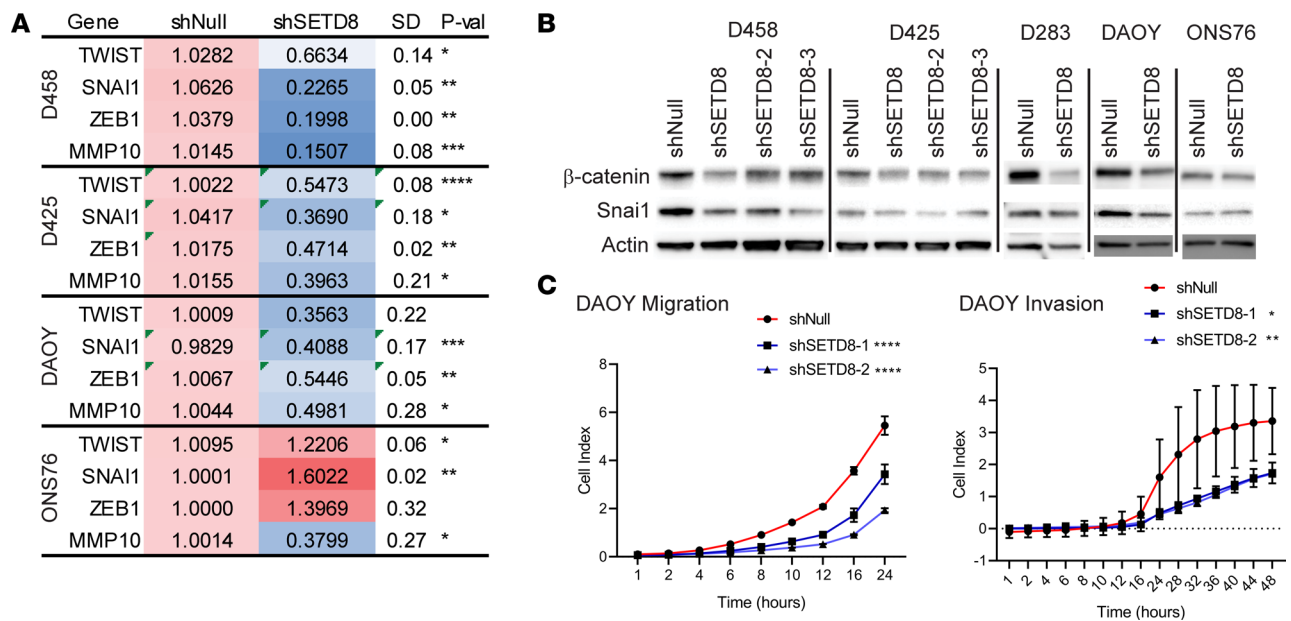 A
Gene shNull shSETD8 SD P-val
D458
TWIST 1.0282 0.6634 0.14 *
SNAI1 1.0626 0.2265 0.05 **
ZEB1 1.0379 0.1998 0.00 **
MMP10 1.0145 0.1507 0.08 ***
D425
TWIST 1.0022 0.5473 0.08 ****
SNAI1 1.0417 0.3690 0.18 *
ZEB1 1.0175 0.4714 0.02 **
MMP10 1.0155 0.3963 0.21 *
DAOY
TWIST 1.0009 0.3563 0.22
SNAI1 0.9829 0.4088 0.17 ***
ZEB1 1.0067 0.5446 0.05 **
MMP10 1.0044 0.4981 0.28 *
ONS76
TWIST 1.0095 1.2206 0.06 *
SNAI1 1.0001 1.6022 0.02 **
ZEB1 1.0000 1.3969 0.32
MMP10 1.0014 0.3799 0.27 *
B
D458 D425 D283 DAOY ONS76
shNull shSETD8 shSETD8-2 shSETD8-3 shNull shSETD8 shSETD8-2 shSETD8-3 shNull shSETD8 shNull shSETD8 shNull shSETD8
β-catenin
Snai1
Actin
C
DAOY Migration
shNull
shSETD8-1 ****
shSETD8-2 ****
Cell Index
8
6
4
2
0
1 2 4 6 8 10 12 16 24
Time (hours)
DAOY Invasion
shNull
shSETD8-1 *
shSETD8-2 **
Cell Index
5
4
3
2
1
0
-1
1 2 4 6 8 10 12 16 24 28 32 36 40 44 48
Time (hours)